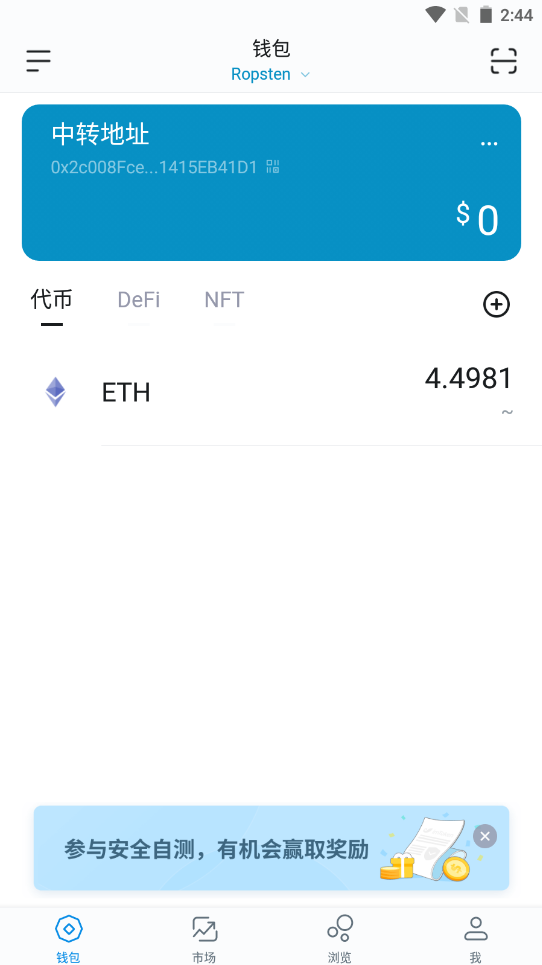 2:44
钱包
Ropsten
中转地址
0x2c008Fce...1415EB41D1
...
$ 0
代币 DeFi NFT
ETH 4.4981
~
参与安全自测，有机会赢取奖励
钱包 市场 浏览 我